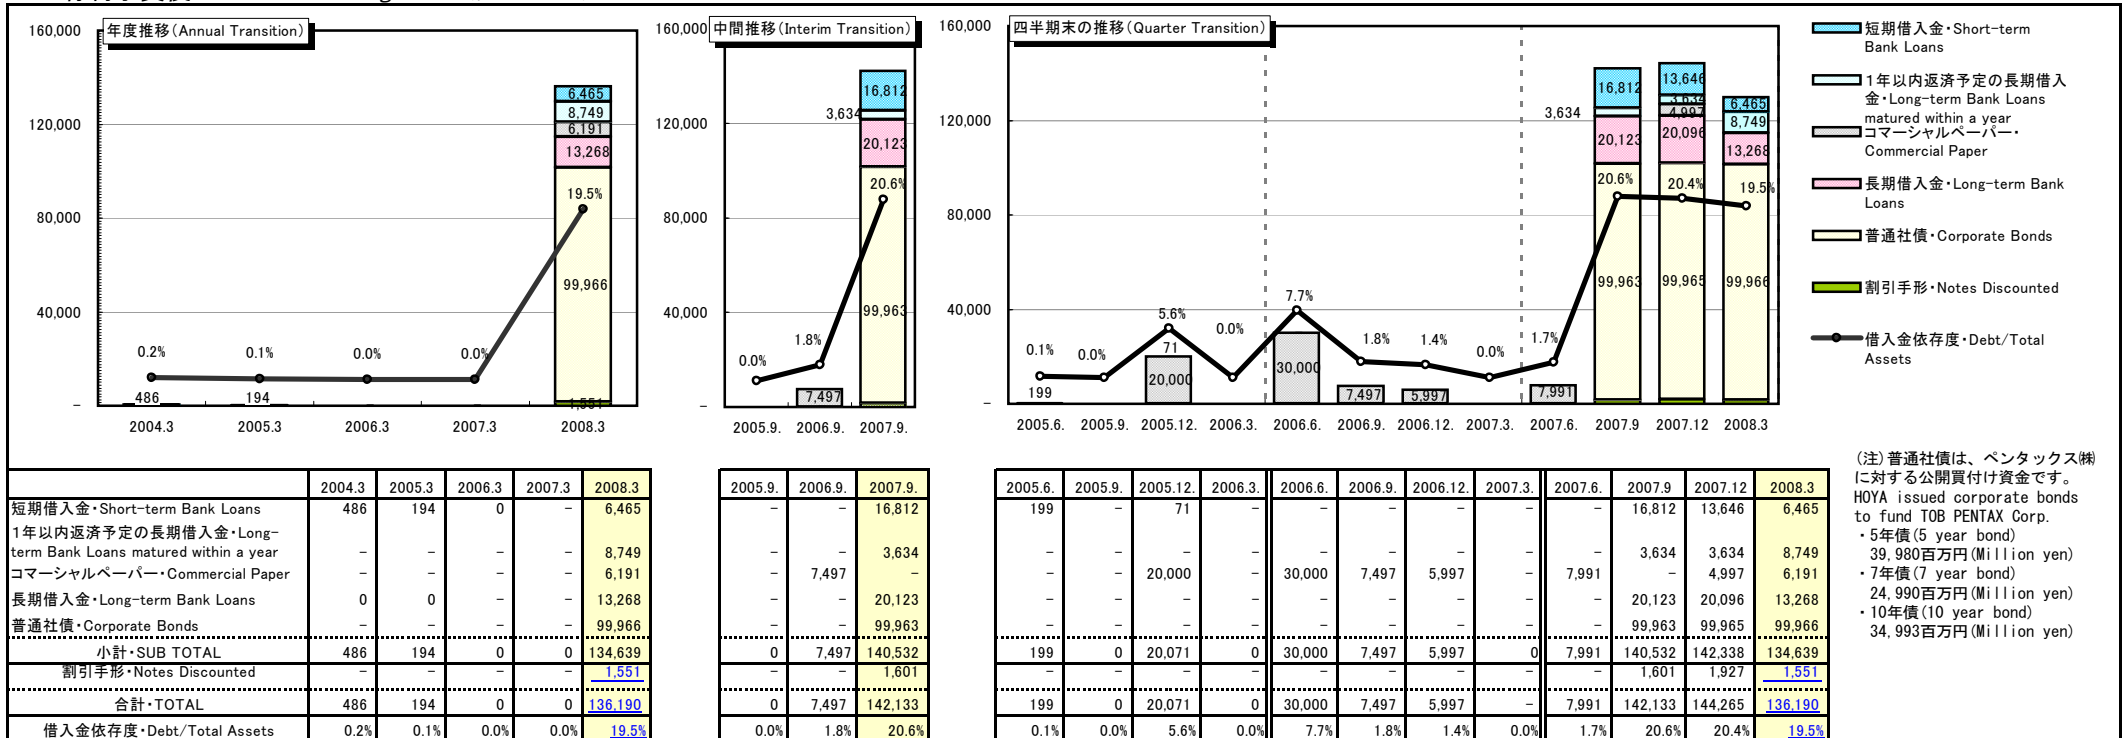 年度推移(Annual Transition)
160,000
120,000
80,000
40,000
-
6,465
8,749
6,191
13,268
19.5%
99,966
1,551
0.2%
0.1%
0.0%
0.0%
486
194
2004.3 2005.3 2006.3 2007.3 2008.3
中間推移(Interim Transition)
160,000
120,000
80,000
40,000
-
16,812
3,634
20,123
20.6%
99,963
0.0%
1.8%
7,497
2005.9. 2006.9. 2007.9.
四半期末の推移(Quarter Transition)
160,000
120,000
80,000
40,000
-
0.1%
0.0%
5.6%
0.0%
7.7%
1.8%
1.4%
0.0%
1.7%
20.6%
20.4%
19.5%
199
71
20,000
30,000
7,497
5,997
7,991
3,634
16,812
20,123
99,963
13,646
3,634
4,997
20,096
99,965
6,465
8,749
13,268
99,966
2005.6. 2005.9. 2005.12. 2006.3. 2006.6. 2006.9. 2006.12. 2007.3. 2007.6. 2007.9 2007.12 2008.3
短期借入金・Short-term
Bank Loans
1年以内返済予定の長期借入
金・Long-term Bank Loans
matured within a year
コマーシャルペーパー・
Commercial Paper
長期借入金・Long-term Bank
Loans
普通社債・Corporate Bonds
割引手形・Notes Discounted
借入金依存度・Debt/Total
Assets
2004.3 2005.3 2006.3 2007.3 2008.3 2005.9. 2006.9. 2007.9. 2005.6. 2005.9. 2005.12. 2006.3. 2006.6. 2006.9. 2006.12. 2007.3. 2007.6. 2007.9 2007.12 2008.3
短期借入金・Short-term Bank Loans 486 194 0 - 6,465 - - 16,812 199 - 71 - - - - - - 16,812 13,646 6,465
1年以内返済予定の長期借入金・Long-
term Bank Loans matured within a year - - - - 8,749 - - 3,634 - - - - - - - - - 3,634 3,634 8,749
コマーシャルペーパー・Commercial Paper - - - - 6,191 - 7,497 - - - 20,000 - 30,000 7,497 5,997 - 7,991 - 4,997 6,191
長期借入金・Long-term Bank Loans 0 0 - - 13,268 - - 20,123 - - - - - - - - - 20,123 20,096 13,268
普通社債・Corporate Bonds - - - - 99,966 - - 99,963 - - - - - - - - - 99,963 99,965 99,966
小計・SUB TOTAL 486 194 0 0 134,639 0 7,497 140,532 199 0 20,071 0 30,000 7,497 5,997 0 7,991 140,532 142,338 134,639
割引手形・Notes Discounted - - - - 1,551 - - 1,601 - - - - - - - - - 1,601 1,927 1,551
合計・TOTAL 486 194 0 0 136,190 0 7,497 142,133 199 0 20,071 0 30,000 7,497 5,997 - 7,991 142,133 144,265 136,190
借入金依存度・Debt/Total Assets 0.2% 0.1% 0.0% 0.0% 19.5% 0.0% 1.8% 20.6% 0.1% 0.0% 5.6% 0.0% 7.7% 1.8% 1.4% 0.0% 1.7% 20.6% 20.4% 19.5%
(注)普通社債は、ペンタックス㈱
に対する公開買付け資金です。
HOYA issued corporate bonds
to fund TOB PENTAX Corp.
・5年債(5 year bond)
39,980百万円(Million yen)
・7年債(7 year bond)
24,990百万円(Million yen)
・10年債(10 year bond)
34,993百万円(Million yen)